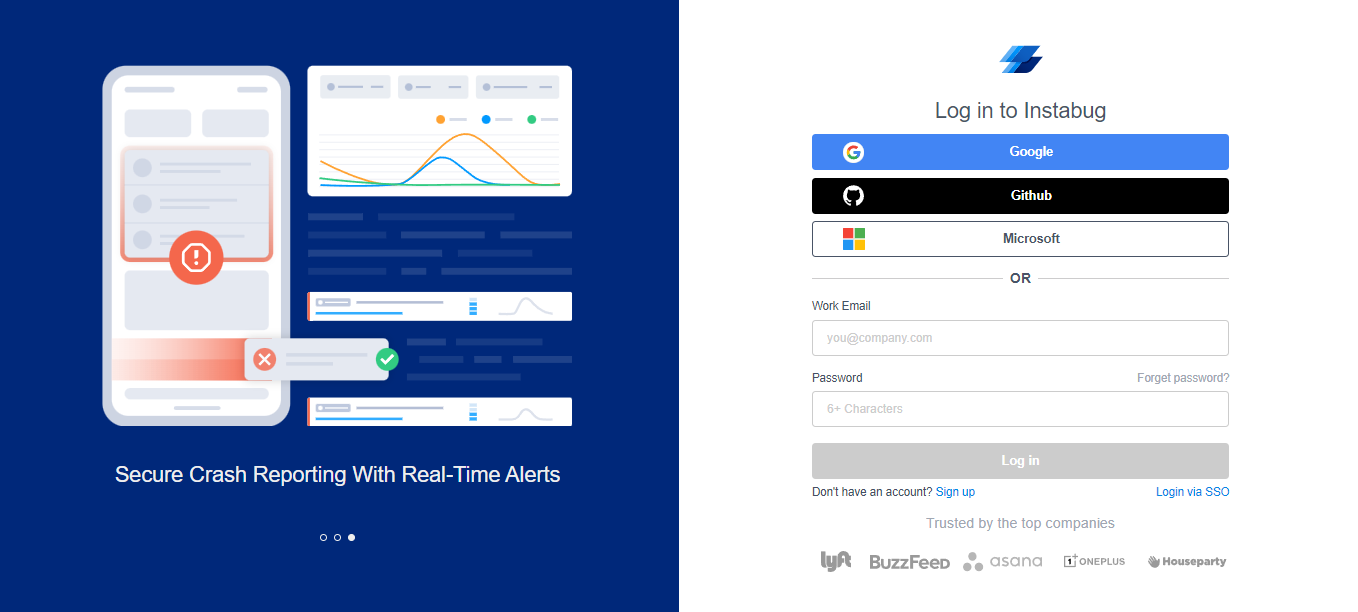 Secure Crash Reporting With Real-Time Alerts
Log in to Instabug
Google
Github
Microsoft
OR
Work Email
you@company.com
Password Forget password?
6+ Characters
Log in
Don't have an account? Sign up Login via SSO
Trusted by the top companies
lyft BuzzFeed asana 1+ ONEPLUS Houseparty